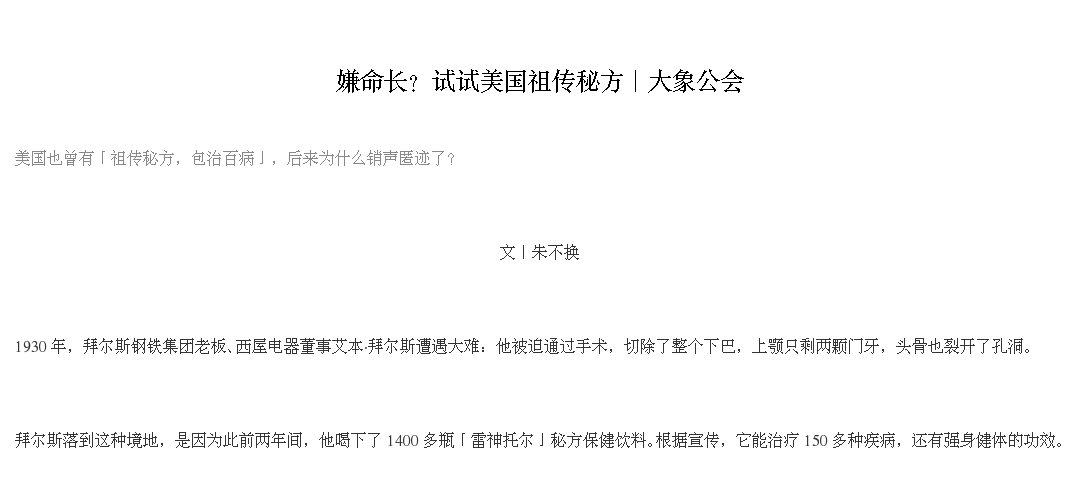 嫌命长？试试美国祖传秘方｜大象公会
美国也曾有「祖传秘方，包治百病」，后来为什么销声匿迹了？
文｜朱不换
1930 年，拜尔斯钢铁集团老板、西屋电器董事艾本·拜尔斯遭遇大难：他被迫通过手术，切除了整个下巴，上颚只剩两颗门牙，头骨也裂开了孔洞。
拜尔斯落到这种境地，是因为此前两年间，他喝下了 1400 多瓶「雷神托尔」秘方保健饮料。根据宣传，它能治疗 150 多种疾病，还有强身健体的功效。